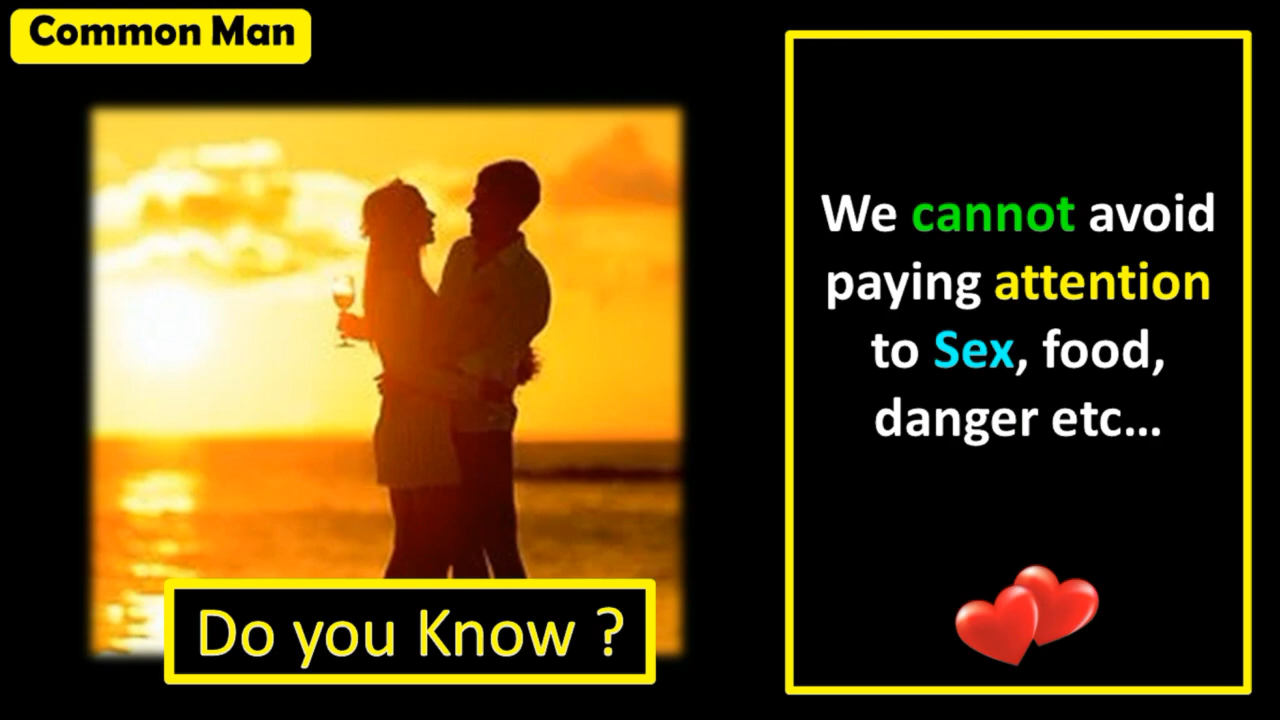 Common Man
We cannot avoid
paying attention
to Sex, food,
danger etc...
Do you Know ?